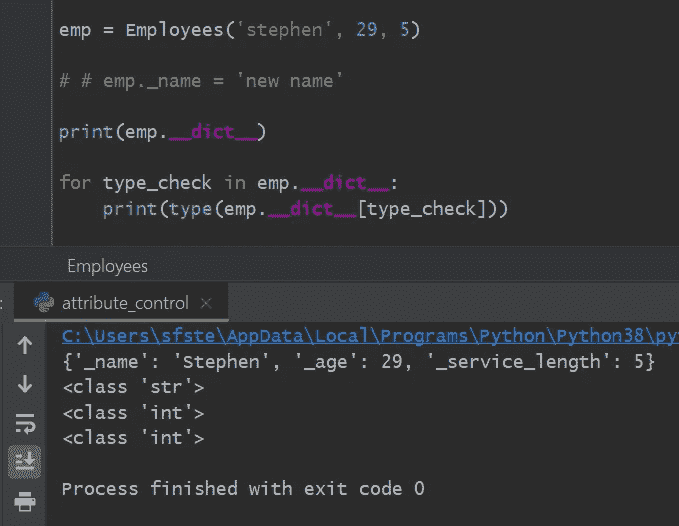 emp = Employees('stephen', 29, 5)
# # emp._name = 'new name'
print(emp.__dict__)
for type_check in emp.__dict__:
    print(type(emp.__dict__[type_check]))
Employees
: attribute_control ×
C:\Users\sfste\AppData\Local\Programs\Python\Python38\py
{'_name': 'Stephen', '_age': 29, '_service_length': 5}
<class 'str'>
<class 'int'>
<class 'int'>
Process finished with exit code 0